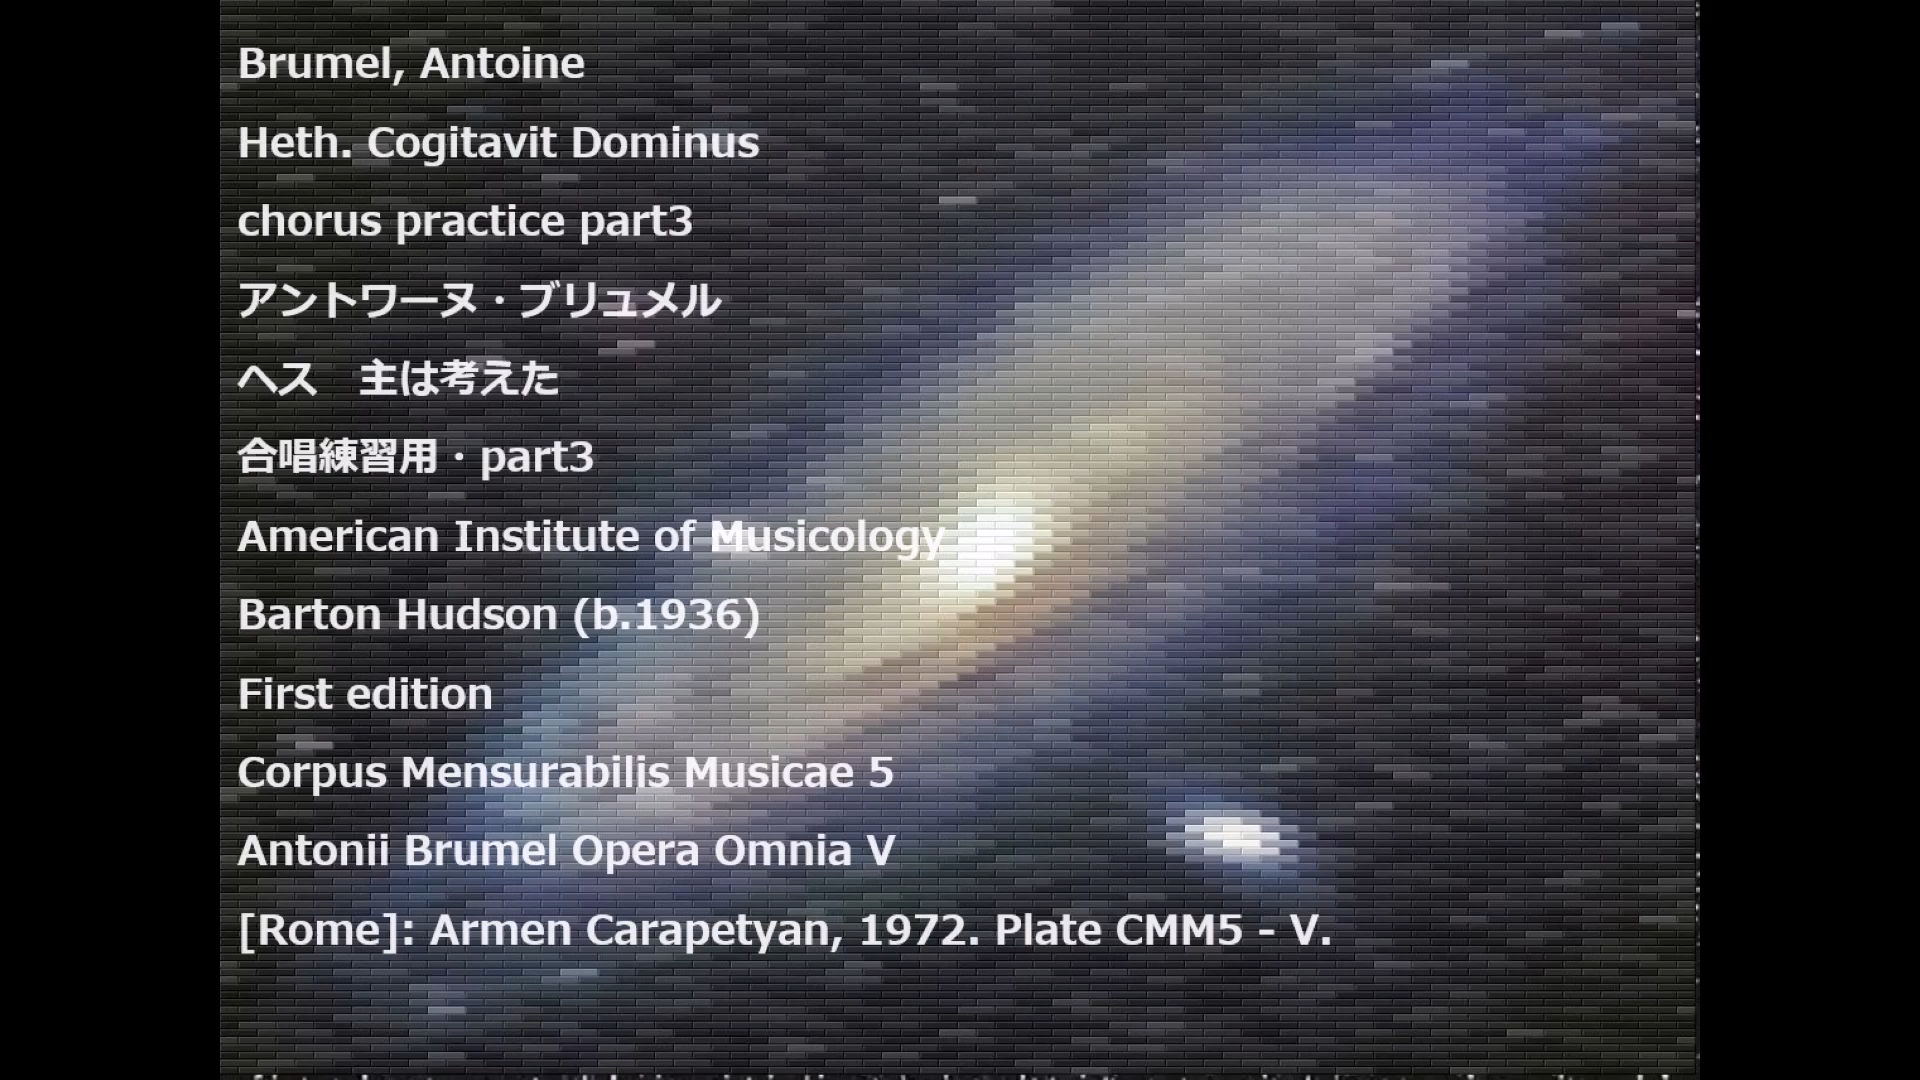 Brumel, Antoine
Heth. Cogitavit Dominus
chorus practice part3
アントワーヌ・ブリュメル
ヘス　主は考えた
合唱練習用・part3
American Institute of Musicology
Barton Hudson (b.1936)
First edition
Corpus Mensurabilis Musicae 5
Antonii Brumel Opera Omnia V
[Rome]: Armen Carapetyan, 1972. Plate CMM5 - V.